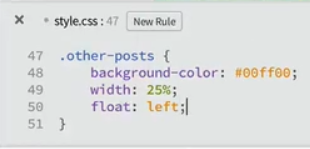 × • style.css : 47 New Rule
47 .other-posts {
48 background-color: #00ff00;
49 width: 25%;
50 float: left;
51 }